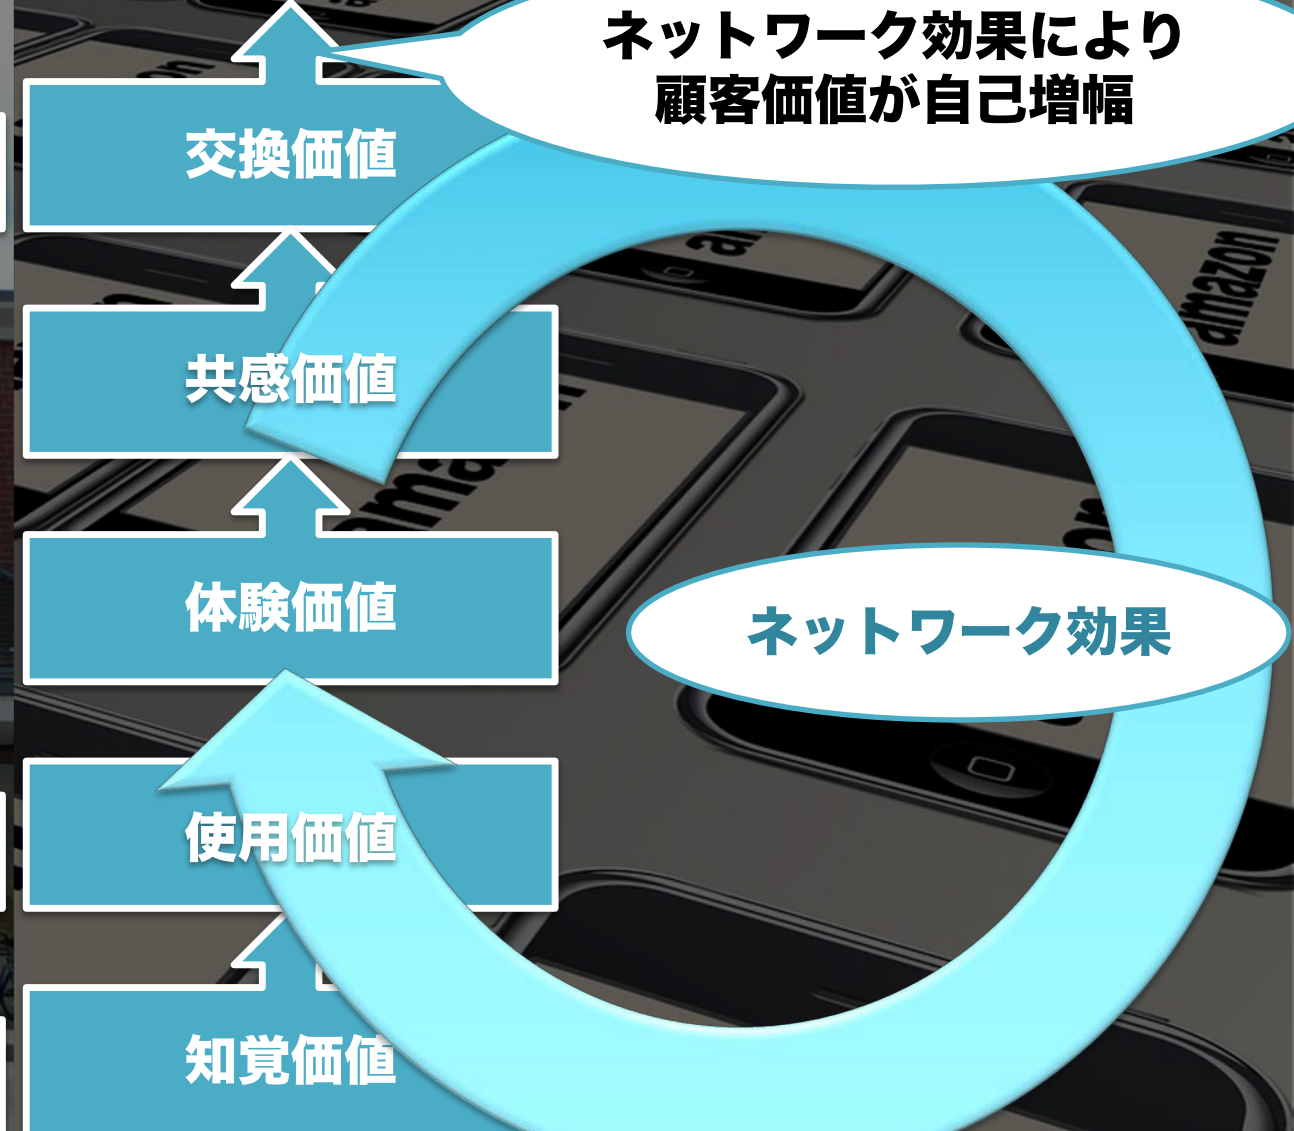 ネットワーク効果により
顧客価値が自己増幅
交換価値
共感価値
体験価値
ネットワーク効果
使用価値
知覚価値
amazon